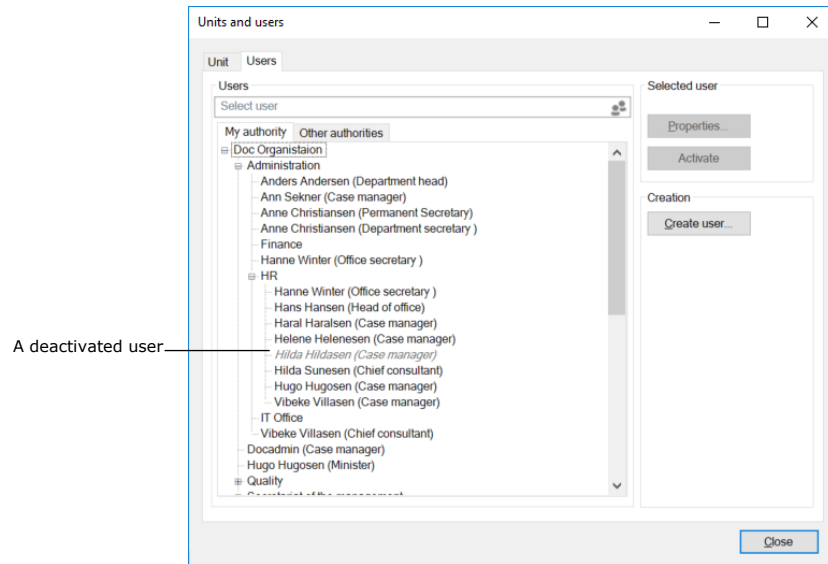 Units and users
Unit
Users
Users
Select user
My authority
Other authorities
Doc Organistaion
Administration
Anders Andersen (Department head)
Ann Sekner (Case manager)
Anne Christiansen (Permanent Secretary)
Anne Christiansen (Department secretary )
Finance
Hanne Winter (Office secretary )
HR
Hanne Winter (Office secretary )
Hans Hansen (Head of office)
Haral Haralsen (Case manager)
Helene Helenesen (Case manager)
Hilda Hildasen (Case manager)
Hilda Sunesen (Chief consultant)
Hugo Hugosen (Case manager)
Vibeke Villasen (Case manager)
IT Office
Vibeke Villasen (Chief consultant)
Docadmin (Case manager)
Hugo Hugosen (Minister)
Quality
Secretariat of the management
Selected user
Properties...
Activate
Creation
Create user...
A deactivated user
Close